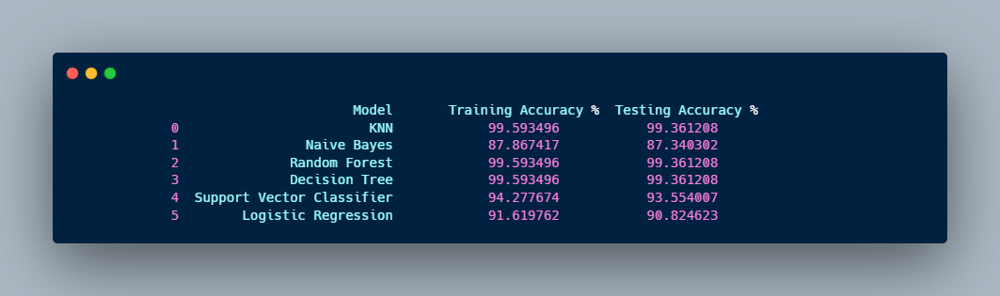 Model Training Accuracy % Testing Accuracy %
0 KNN 99.593496 99.361208
1 Naive Bayes 87.867417 87.340302
2 Random Forest 99.593496 99.361208
3 Decision Tree 99.593496 99.361208
4 Support Vector Classifier 94.277674 93.554007
5 Logistic Regression 91.619762 90.824623